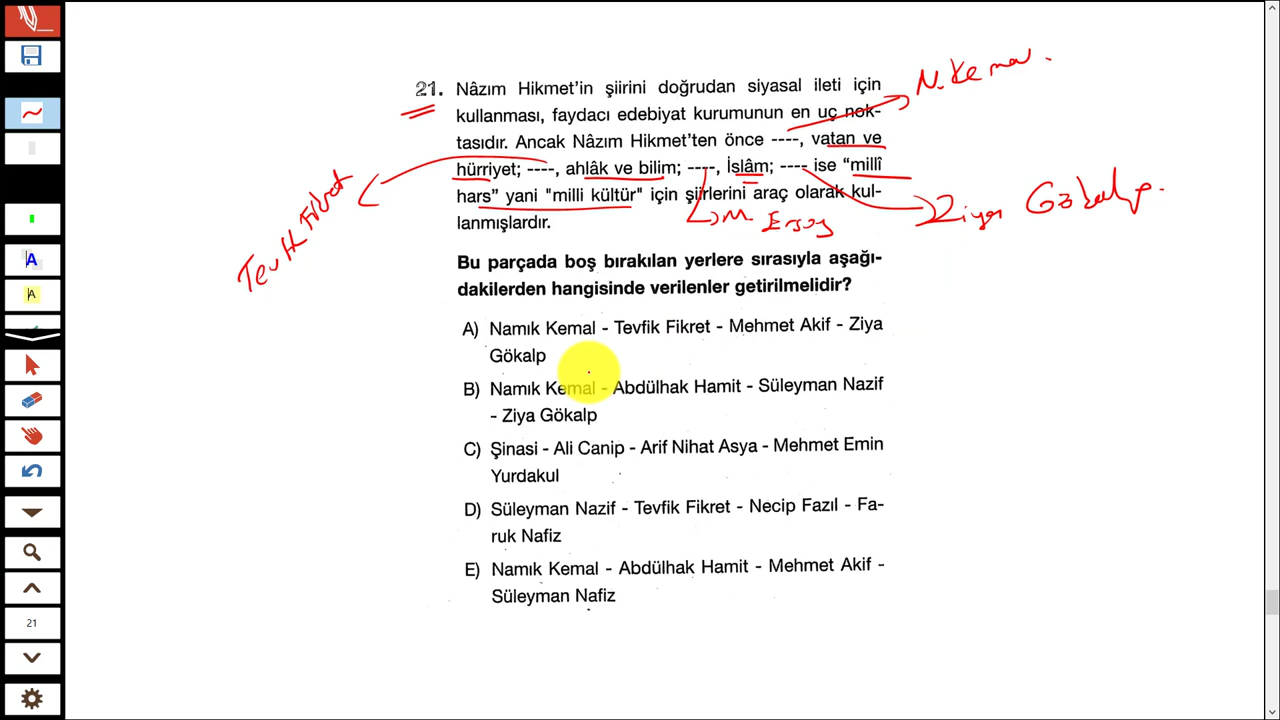 21. Nâzım Hikmet'in şiirini doğrudan siyasal ileti için
kullanması, faydacı edebiyat kurumunun en uç nok-
tasıdır. Ancak Nâzım Hikmet'ten önce ----, vatan ve
hürriyet; ----, ahlâk ve bilim; ----, İslâm; ---- ise “millî
hars” yani "milli kültür" için şiirlerini araç olarak kul-
lanmışlardır.
N. Kemal.
Tevfik Fikret
M. Ersoy
Ziya Gökalp.
Bu parçada boş bırakılan yerlere sırasıyla aşağı-
dakilerden hangisinde verilenler getirilmelidir?
A) Namık Kemal - Tevfik Fikret - Mehmet Akif - Ziya
Gökalp
B) Namık Kemal - Abdülhak Hamit - Süleyman Nazif
- Ziya Gökalp
C) Şinasi - Ali Canip - Arif Nihat Asya - Mehmet Emin
Yurdakul
D) Süleyman Nazif - Tevfik Fikret - Necip Fazıl - Fa-
ruk Nafiz
E) Namık Kemal - Abdülhak Hamit - Mehmet Akif -
Süleyman Nafiz
A
A
21